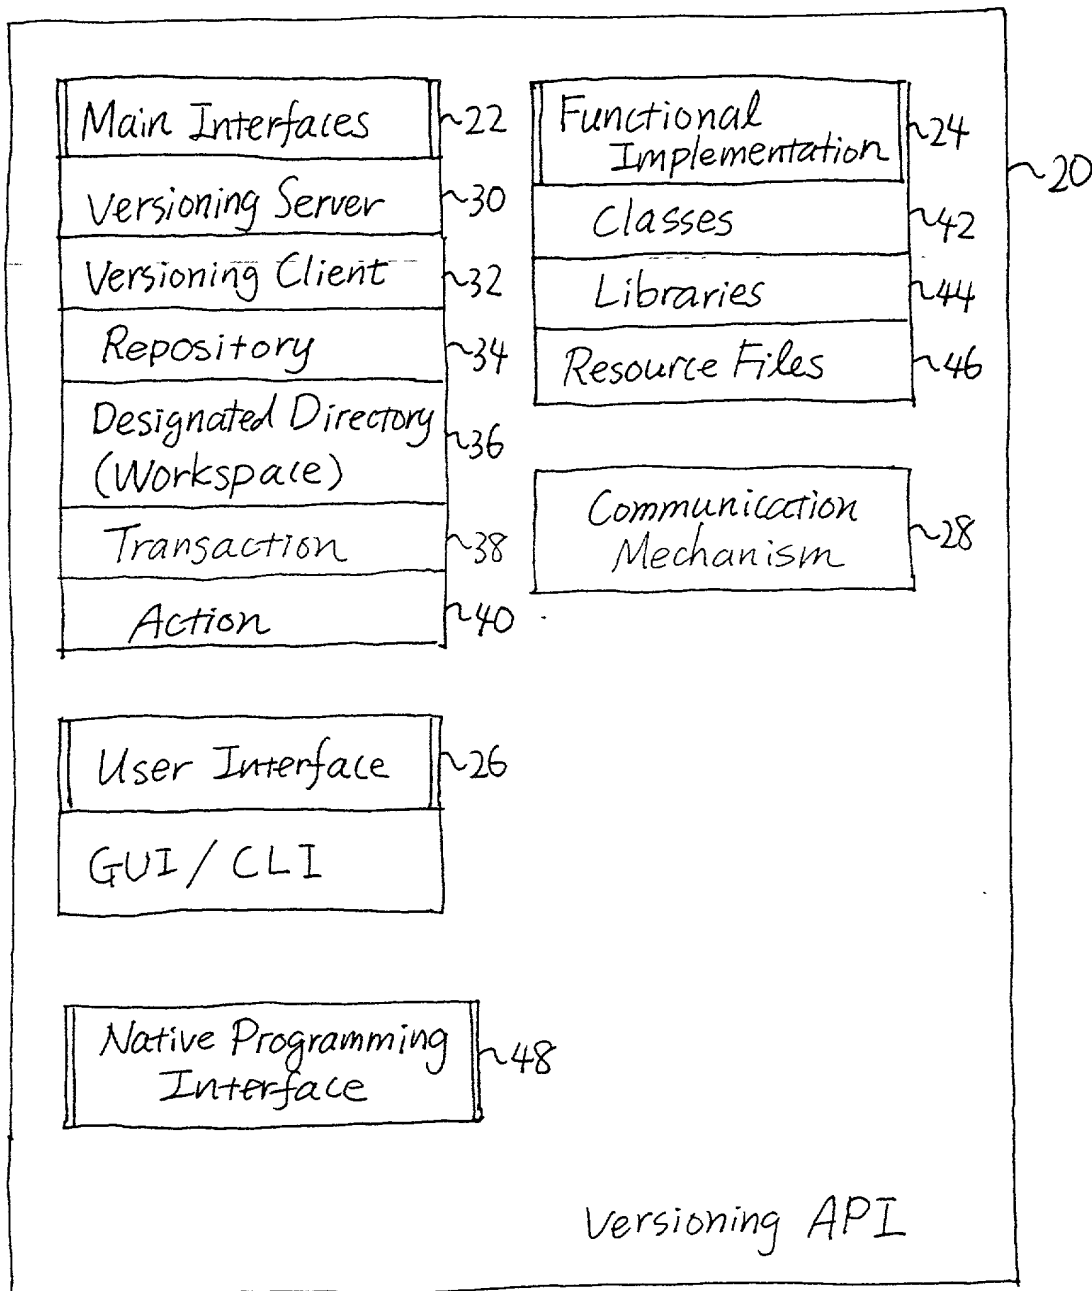 Main Interfaces 22
Versioning Server 30
Versioning Client 32
Repository 34
Designated Directory
(Workspace) 36
Transaction 38
Action 40
Functional
Implementation 24
Classes 42
Libraries 44
Resource Files 46
20
Communication
Mechanism 28
User Interface 26
GUI / CLI
Native Programming
Interface 48
Versioning API